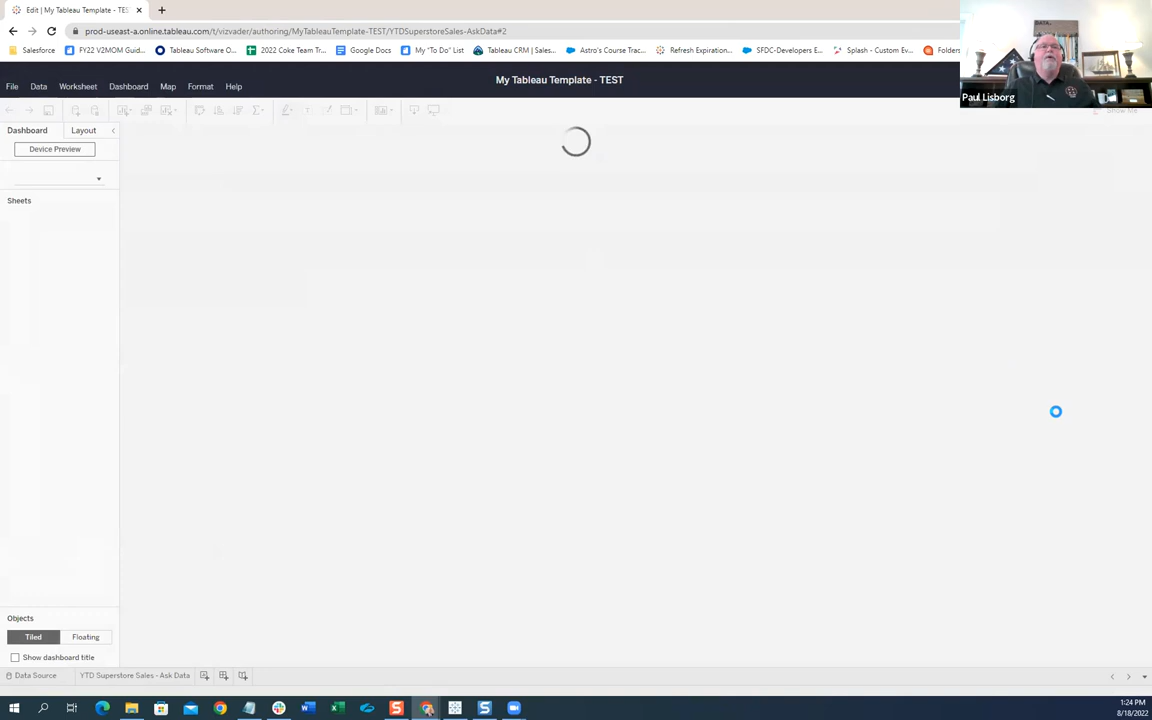 Edit | My Tableau Template - TES
prod-useast-a.online.tableau.com/t/vizvader/authoring/MyTableauTemplate-TEST/YTDSuperstoreSales-AskData#2
Salesforce
FY22 V2MOM Guid...
Tableau Software O...
2022 Coke Team Tr...
Google Docs
My "To Do" List
Tableau CRM | Sales...
Astro's Course Trac...
Refresh Expiration...
SFDC-Developers E...
Splash - Custom Ev...
Folders
DATA
Paul Lisborg
My Tableau Template - TEST
File Data Worksheet Dashboard Map Format Help
Show Me
Dashboard Layout
Device Preview
Sheets
Objects
Tiled Floating
Show dashboard title
Data Source YTD Superstore Sales - Ask Data
1:24 PM
8/18/2022